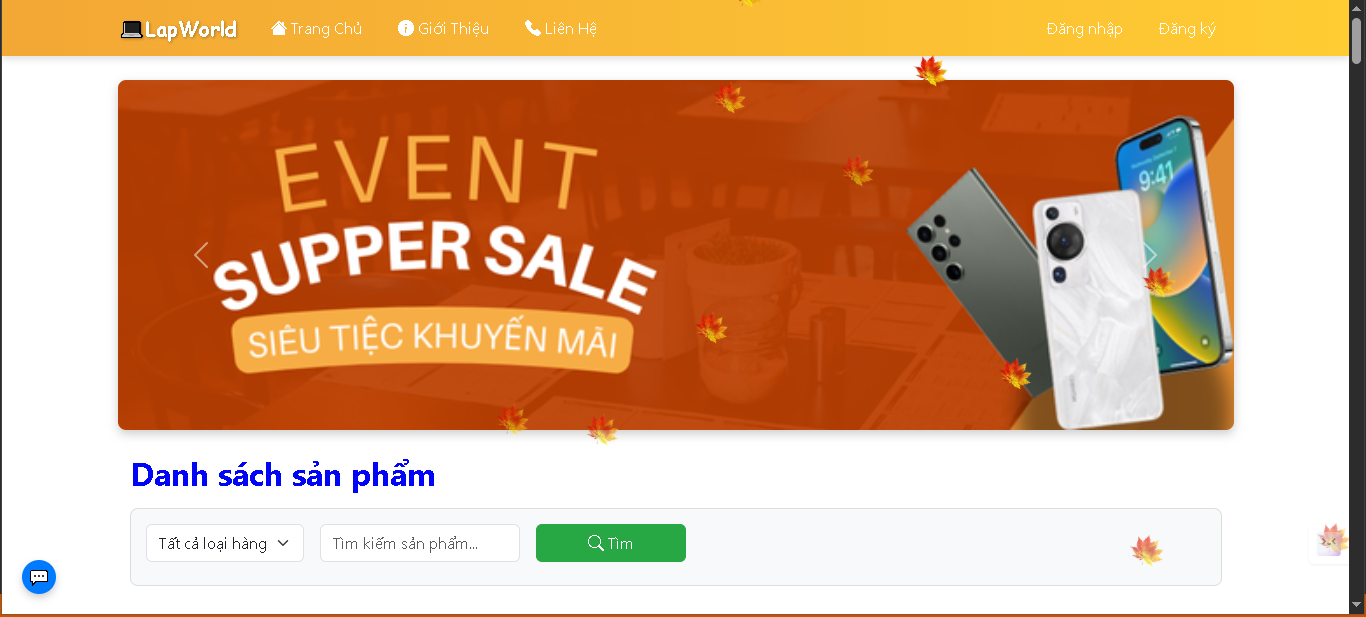 LapWorld Trang Chủ Giới Thiệu Liên Hệ Đăng nhập Đăng ký
EVENT
SUPPER SALE
SIÊU TIỆC KHUYẾN MÃI
9:41
Danh sách sản phẩm
Tất cả loại hàng Tìm kiếm sản phẩm... Tìm